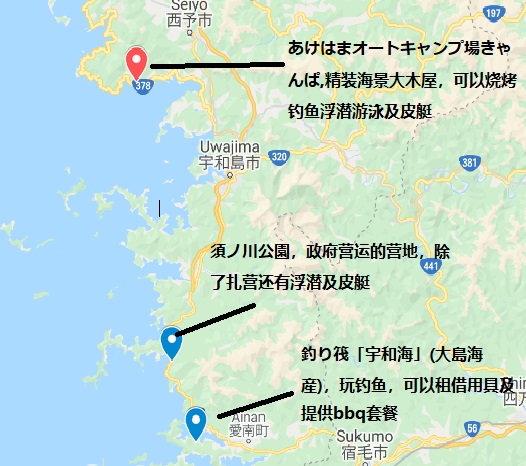 Seiyo
西予市
197
あけはまオートキャンプ場きゃ
んぱ,精装海景大木屋，可以烧烤
钓鱼浮潜游泳及皮艇
378
Uwajima
宇和島市
320
381
須ノ川公園，政府营运的营地，除
了扎营还有浮潜及皮艇
441
釣り筏「宇和海」(大島海
産)，玩钓鱼，可以租借用貝及
提供bbq套餐
Ainan
愛南町
56
Sukumo
宿毛市